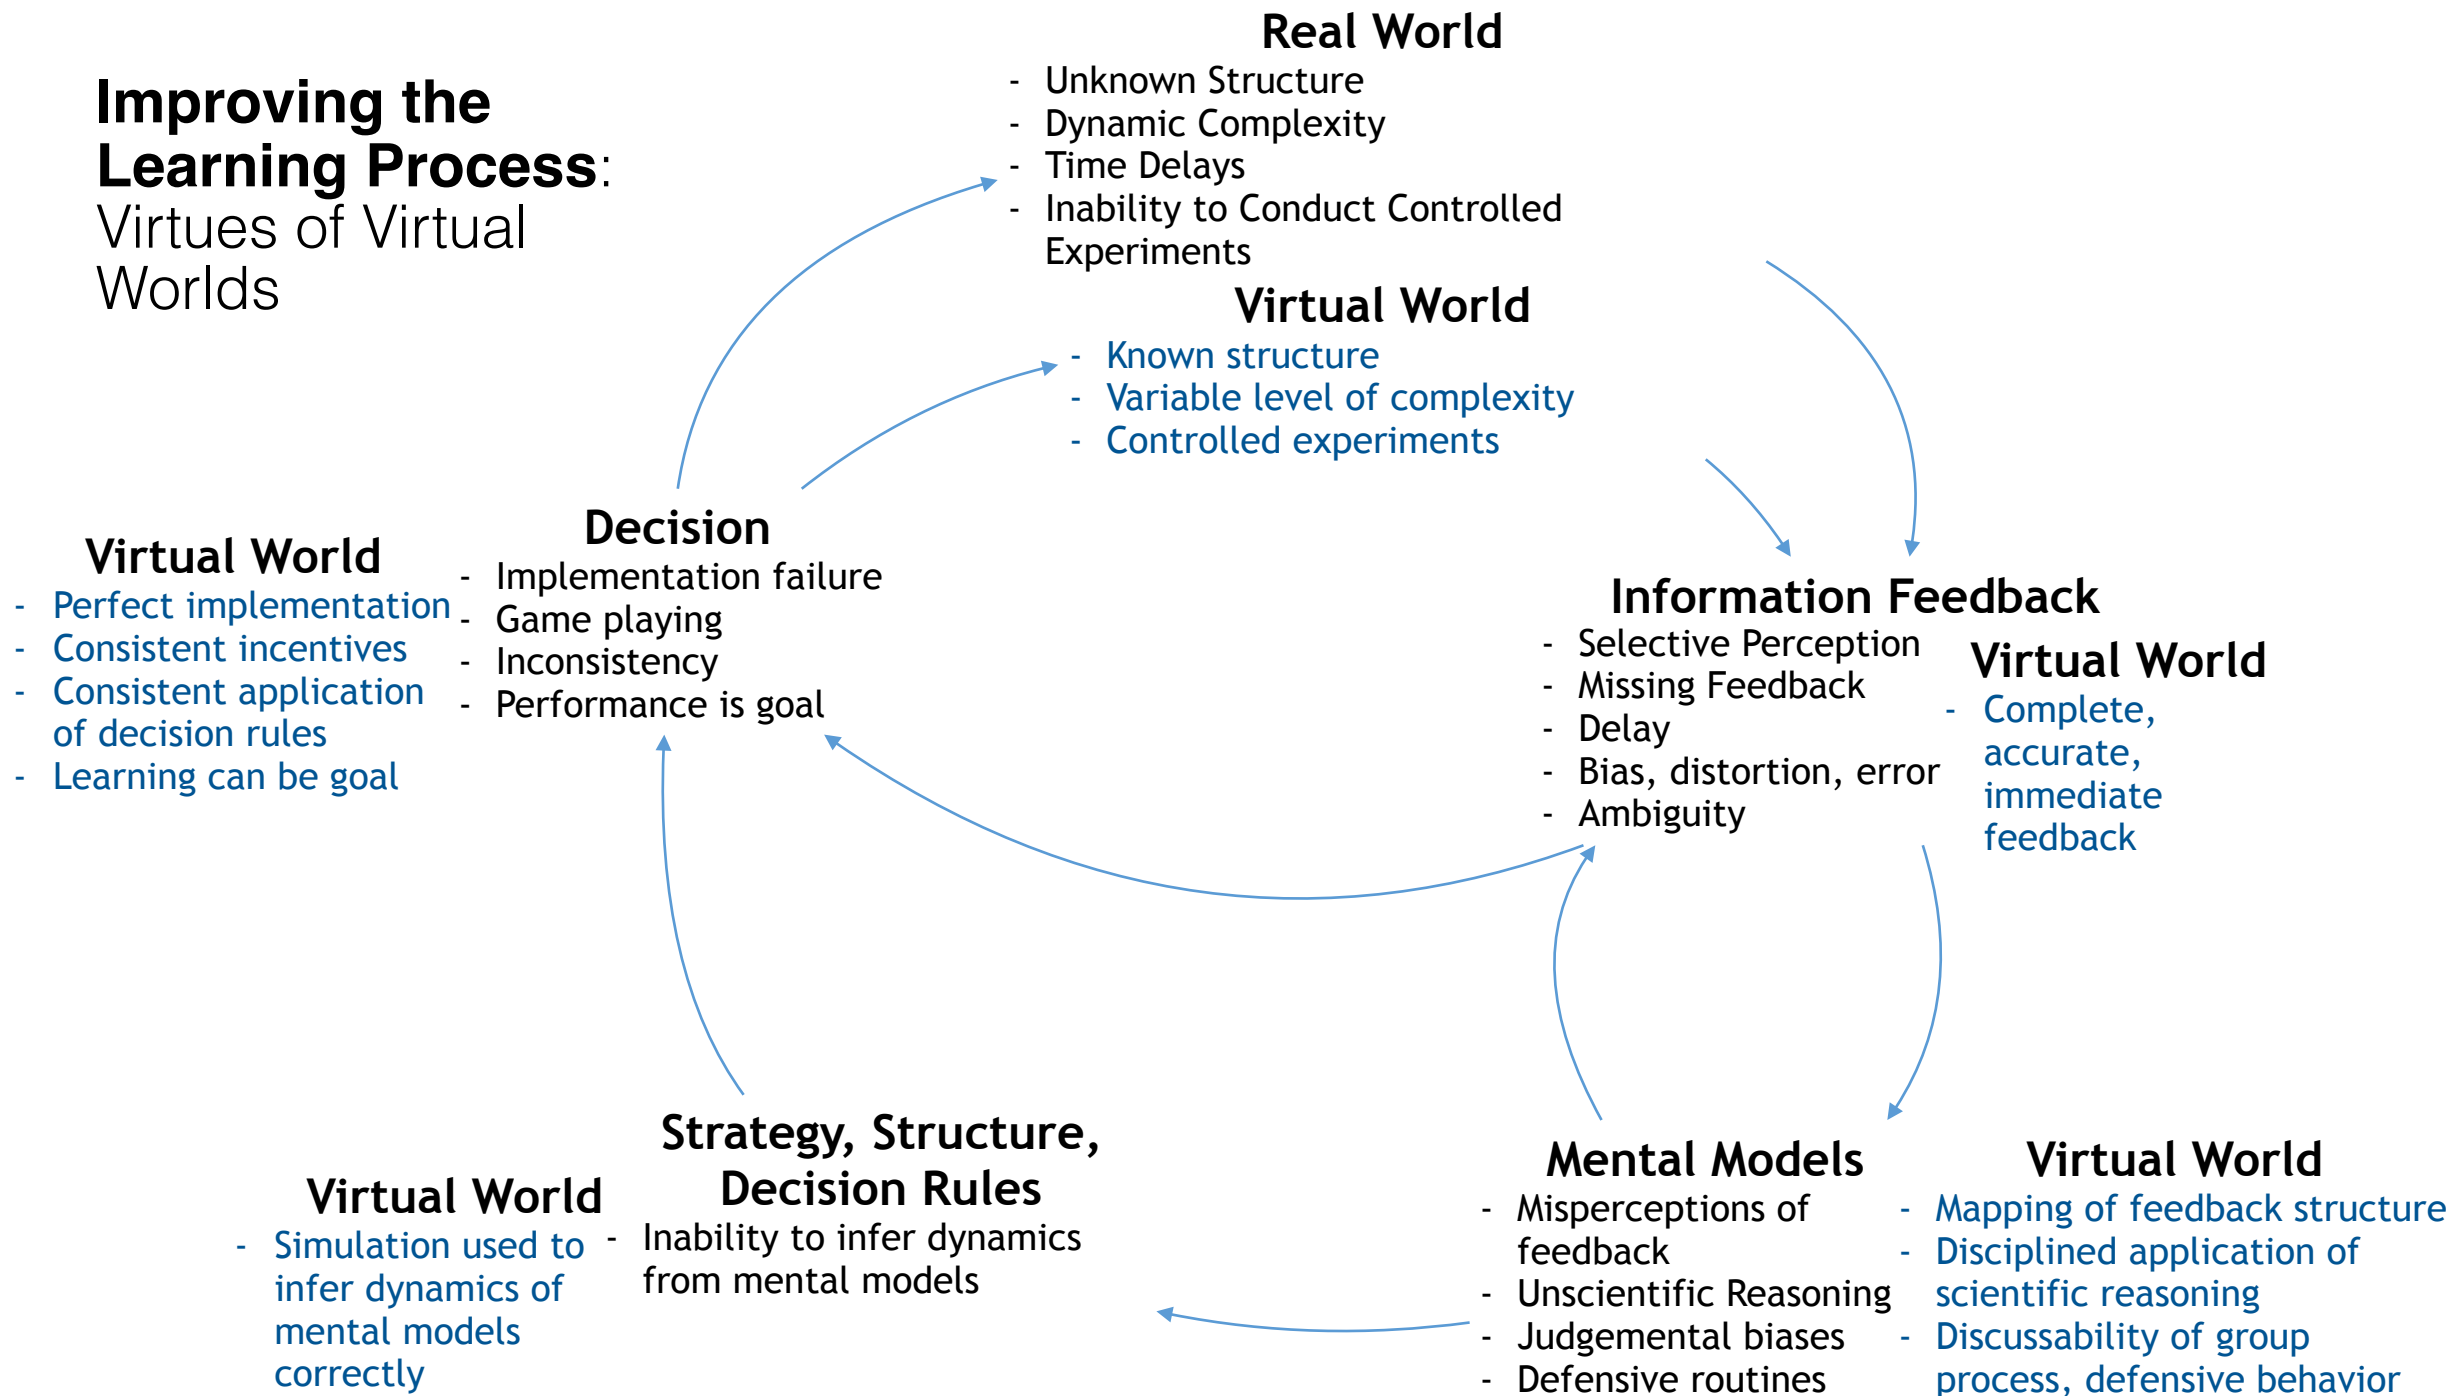 Improving the
Learning Process:
Virtues of Virtual
Worlds
Real World
- Unknown Structure
- Dynamic Complexity
- Time Delays
- Inability to Conduct Controlled
Experiments
Virtual World
- Known structure
- Variable level of complexity
- Controlled experiments
Virtual World
- Perfect implementation
- Consistent incentives
- Consistent application
of decision rules
- Learning can be goal
Decision
- Implementation failure
- Game playing
- Inconsistency
- Performance is goal
Information Feedback
- Selective Perception
- Missing Feedback
- Delay
- Bias, distortion, error
- Ambiguity
Virtual World
- Complete,
accurate,
immediate
feedback
Virtual World
- Simulation used to
infer dynamics of
mental models
correctly
Strategy, Structure,
Decision Rules
- Inability to infer dynamics
from mental models
Mental Models
- Misperceptions of
feedback
- Unscientific Reasoning
- Judgemental biases
- Defensive routines
Virtual World
- Mapping of feedback structure
- Disciplined application of
scientific reasoning
- Discussability of group
process, defensive behavior